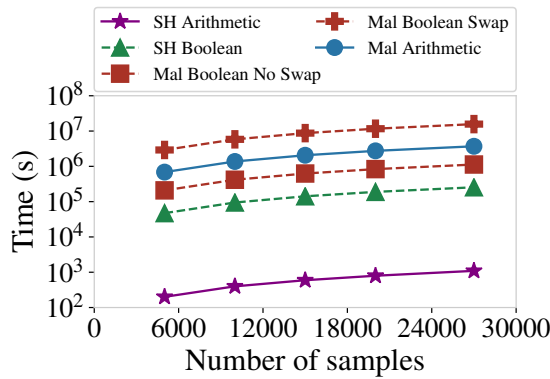 SH Arithmetic
SH Boolean
Mal Boolean No Swap
Mal Boolean Swap
Mal Arithmetic
10^8
10^7
10^6
10^5
10^4
10^3
10^2
Time (s)
0 6000 12000 18000 24000 30000
Number of samples